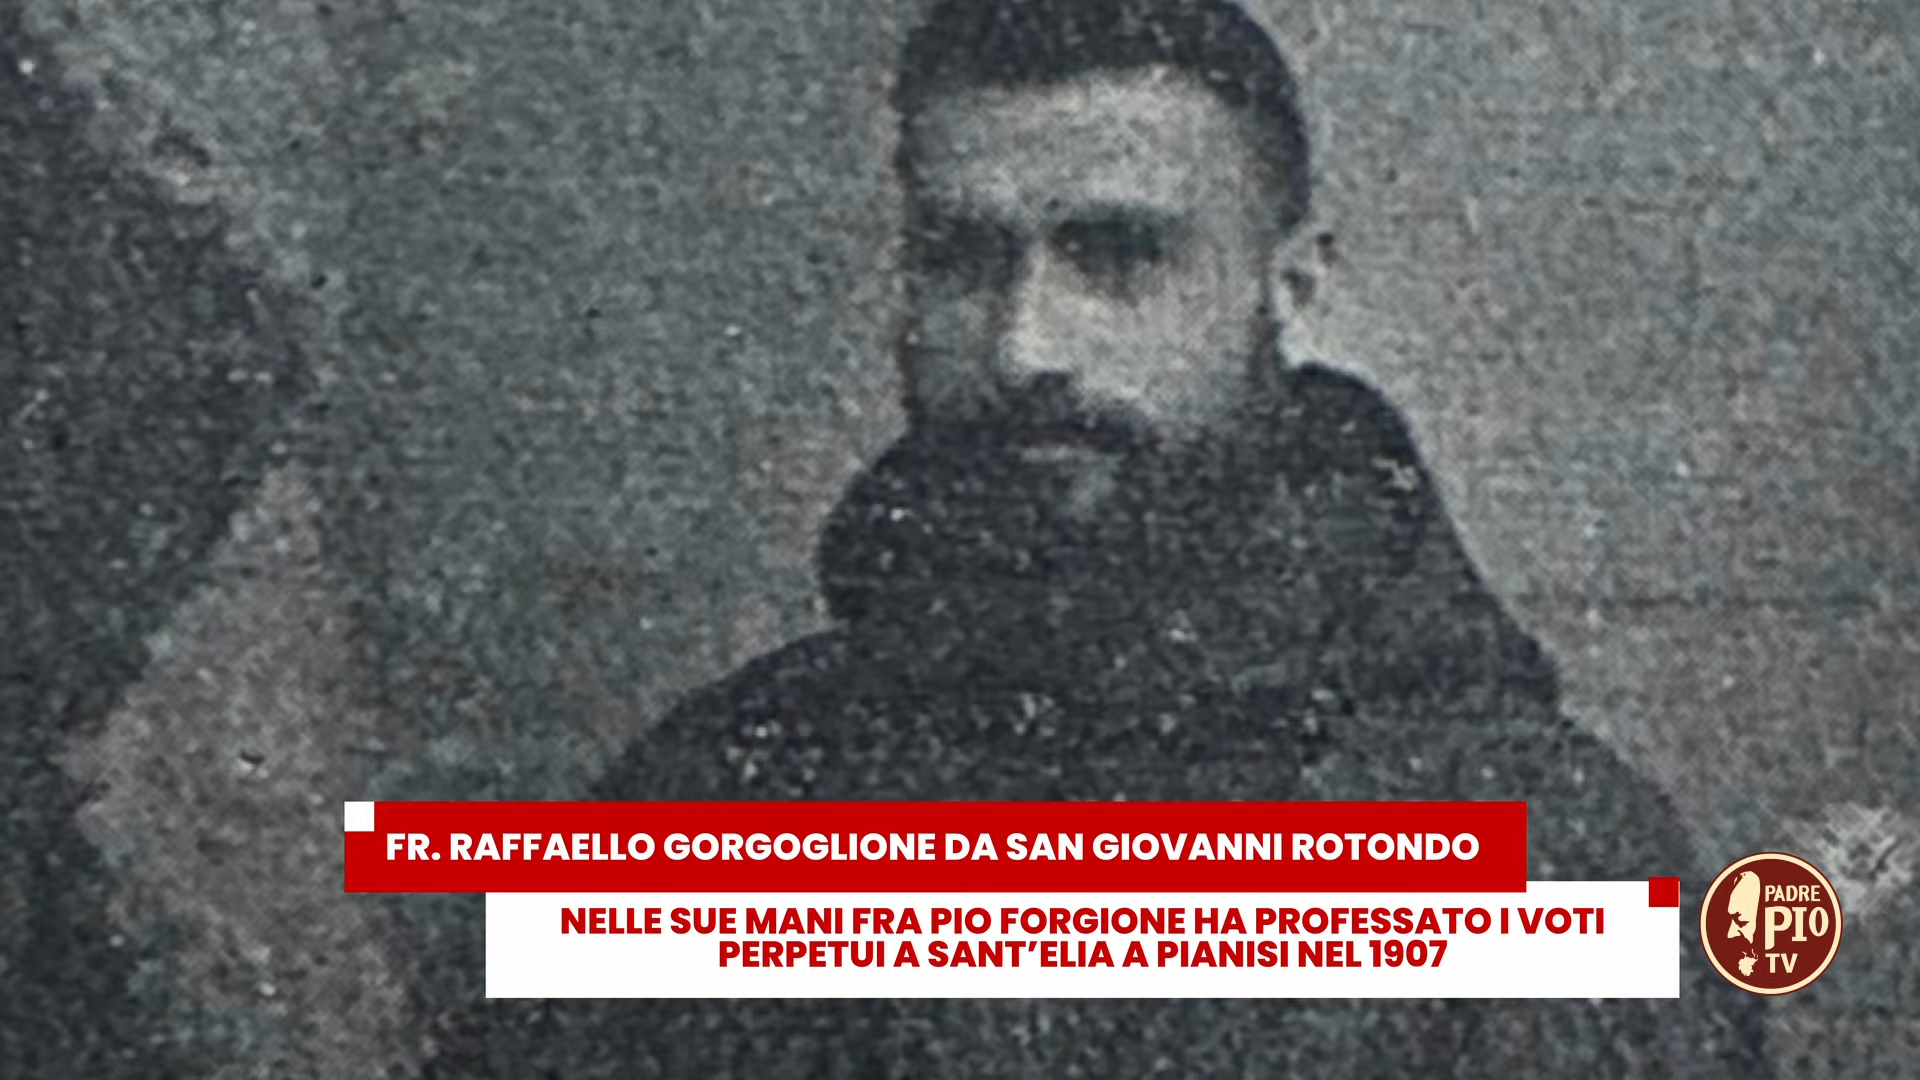 FR. RAFFAELLO GORGOGLIONE DA SAN GIOVANNI ROTONDO
NELLE SUE MANI FRA PIO FORGIONE HA PROFESSATO I VOTI
PERPETUI A SANT’ELIA A PIANISI NEL 1907
PADRE
PIO
TV